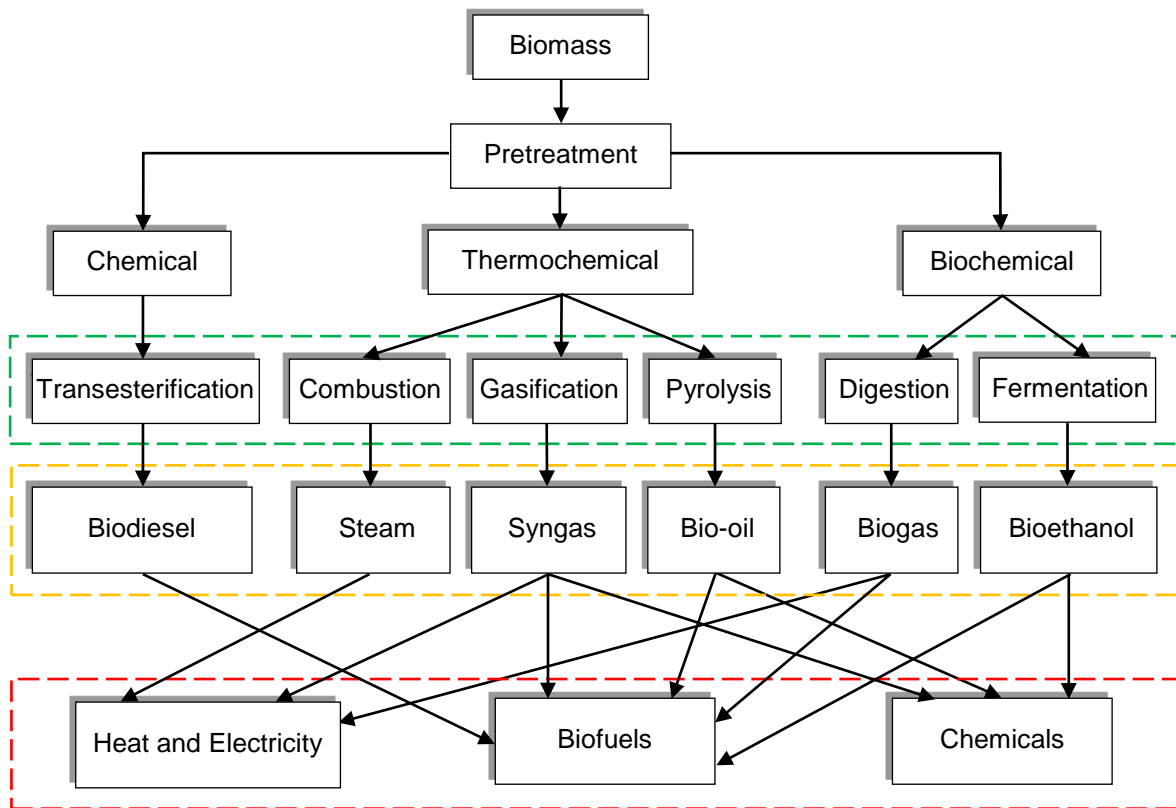 Biomass
Pretreatment
Chemical
Thermochemical
Biochemical
Transesterification
Combustion
Gasification
Pyrolysis
Digestion
Fermentation
Biodiesel
Steam
Syngas
Bio-oil
Biogas
Bioethanol
Heat and Electricity
Biofuels
Chemicals